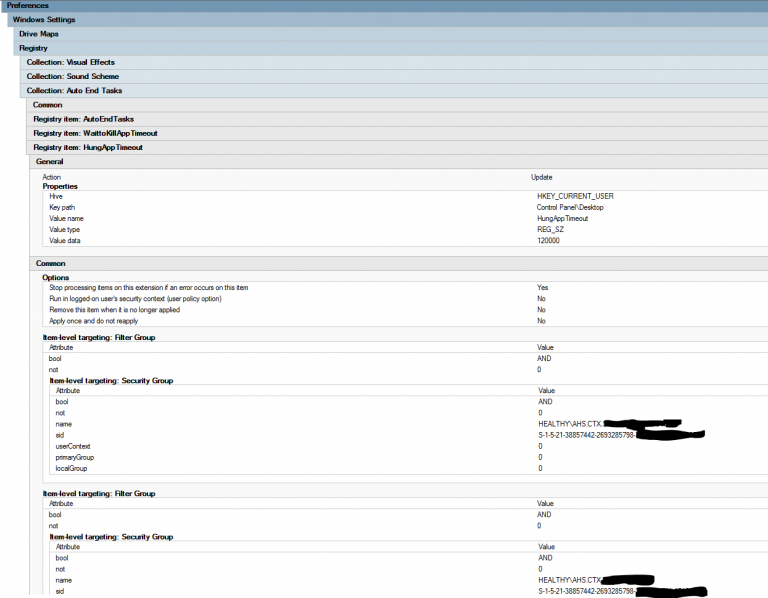 Preferences
Windows Settings
Drive Maps
Registry
Collection: Visual Effects
Collection: Sound Scheme
Collection: Auto End Tasks
Common
Registry item: AutoEndTasks
Registry item: WaittoKillAppTimeout
Registry item: HungAppTimeout
General
Action Update
Properties
Hive HKEY_CURRENT_USER
Key path Control Panel\Desktop
Value name HungAppTimeout
Value type REG_SZ
Value data 120000
Common
Options
Stop processing items on this extension if an error occurs on this item Yes
Run in logged-on user's security context (user policy option) No
Remove this item when it is no longer applied No
Apply once and do not reapply No
Item-level targeting: Filter Group
Attribute Value
bool AND
not 0
Item-level targeting: Security Group
Attribute Value
bool AND
not 0
name HEALTHY\AHS.CTX.
sid S-1-5-21-38857442-2693285798-
userContext 0
primaryGroup 0
localGroup 0
Item-level targeting: Filter Group
Attribute Value
bool AND
not 0
Item-level targeting: Security Group
Attribute Value
bool AND
not 0
name HEALTHY\AHS.CTX.
sid S-1-5-21-38857442-2693285798-